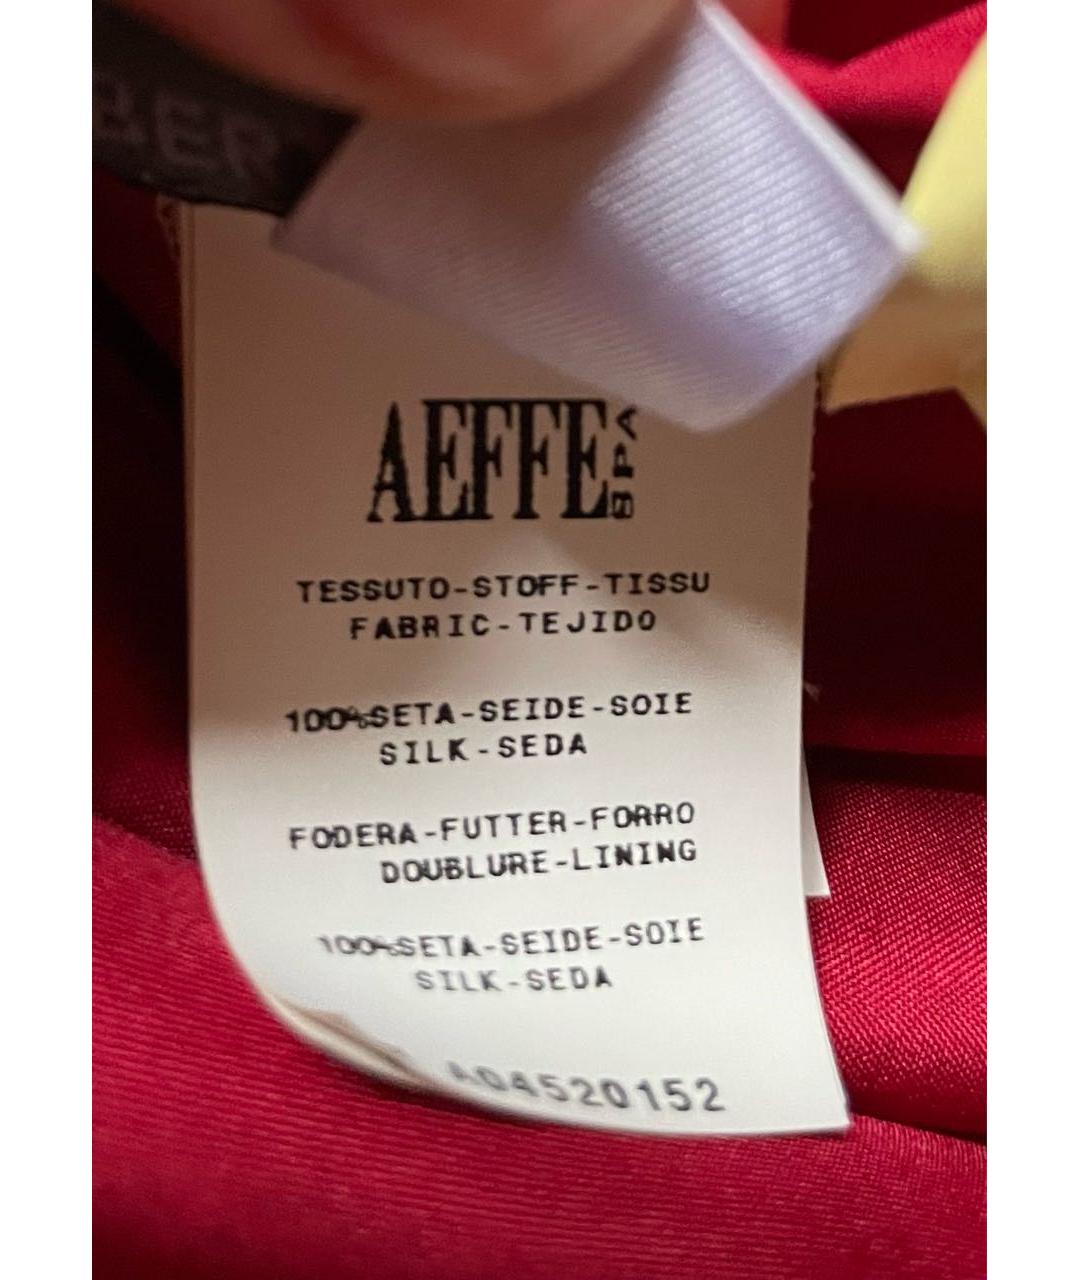 BER
AEFFE SPA
TESSUTO-STOFF-TISSU
FABRIC-TEJIDO
100%SETA-SEIDE-SOIE
SILK-SEDA
FODERA-FUTTER-FORRO
DOUBLURE-LINING
100%SETA-SEIDE-SOIE
SILK-SEDA
A04520152